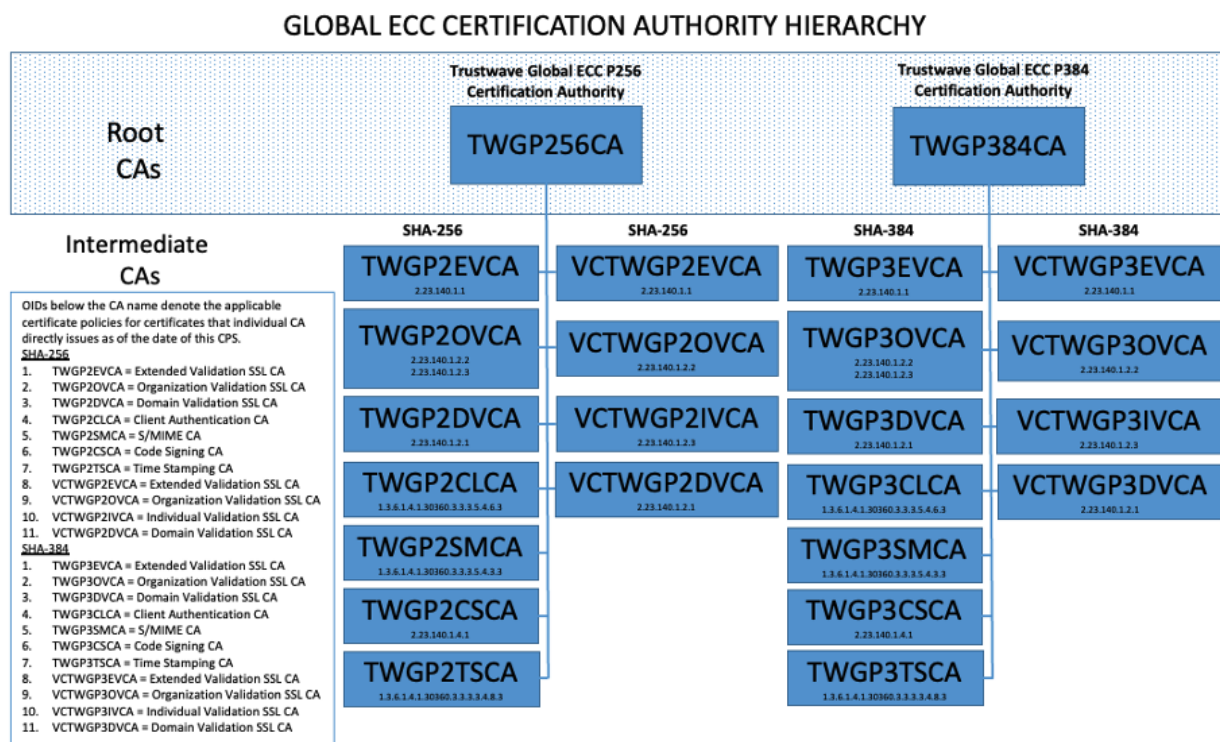 GLOBAL ECC CERTIFICATION AUTHORITY HIERARCHY
Root
CAs
Trustwave Global ECC P256
Certification Authority
TWGP256CA
Trustwave Global ECC P384
Certification Authority
TWGP384CA
Intermediate
CAs
OIDs below the CA name denote the applicable
certificate policies for certificates that individual CA
directly issues as of the date of this CPS.
SHA-256
1. TWGP2EVCA = Extended Validation SSL CA
2. TWGP2OVCA = Organization Validation SSL CA
3. TWGP2DVCA = Domain Validation SSL CA
4. TWGP2CLCA = Client Authentication CA
5. TWGP2SMCA = S/MIME CA
6. TWGP2CSCA = Code Signing CA
7. TWGP2TSCA = Time Stamping CA
8. VCTWGP2EVCA = Extended Validation SSL CA
9. VCTWGP2OVCA = Organization Validation SSL CA
10. VCTWGP2IVCA = Individual Validation SSL CA
11. VCTWGP2DVCA = Domain Validation SSL CA
SHA-384
1. TWGP3EVCA = Extended Validation SSL CA
2. TWGP3OVCA = Organization Validation SSL CA
3. TWGP3DVCA = Domain Validation SSL CA
4. TWGP3CLCA = Client Authentication CA
5. TWGP3SMCA = S/MIME CA
6. TWGP3CSCA = Code Signing CA
7. TWGP3TSCA = Time Stamping CA
8. VCTWGP3EVCA = Extended Validation SSL CA
9. VCTWGP3OVCA = Organization Validation SSL CA
10. VCTWGP3IVCA = Individual Validation SSL CA
11. VCTWGP3DVCA = Domain Validation SSL CA
SHA-256
TWGP2EVCA
2.23.140.1.1
TWGP2OVCA
2.23.140.1.2.2
2.23.140.1.2.3
TWGP2DVCA
2.23.140.1.2.1
TWGP2CLCA
1.3.6.1.4.1.30360.3.3.3.5.4.6.3
TWGP2SMCA
1.3.6.1.4.1.30360.3.3.3.5.4.3.3
TWGP2CSCA
2.23.140.1.4.1
TWGP2TSCA
1.3.6.1.4.1.30360.3.3.3.3.4.8.3
SHA-256
VCTWGP2EVCA
2.23.140.1.1
VCTWGP2OVCA
2.23.140.1.2.2
VCTWGP2IVCA
2.23.140.1.2.3
VCTWGP2DVCA
2.23.140.1.2.1
SHA-384
TWGP3EVCA
2.23.140.1.1
TWGP3OVCA
2.23.140.1.2.2
2.23.140.1.2.3
TWGP3DVCA
2.23.140.1.2.1
TWGP3CLCA
1.3.6.1.4.1.30360.3.3.3.5.4.6.3
TWGP3SMCA
1.3.6.1.4.1.30360.3.3.3.5.4.3.3
TWGP3CSCA
2.23.140.1.4.1
TWGP3TSCA
1.3.6.1.4.1.30360.3.3.3.3.4.8.3
SHA-384
VCTWGP3EVCA
2.23.140.1.1
VCTWGP3OVCA
2.23.140.1.2.2
VCTWGP3IVCA
2.23.140.1.2.3
VCTWGP3DVCA
2.23.140.1.2.1